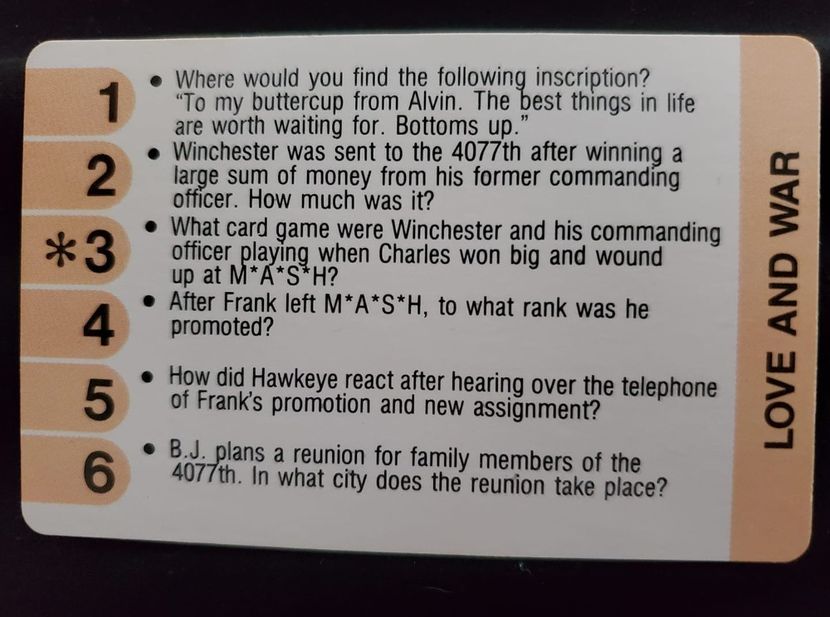 1 • Where would you find the following inscription?
"To my buttercup from Alvin. The best things in life
are worth waiting for. Bottoms up."
2 • Winchester was sent to the 4077th after winning a
large sum of money from his former commanding
officer. How much was it?
*3 • What card game were Winchester and his commanding
officer playing when Charles won big and wound
up at M*A*S*H?
4 • After Frank left M*A*S*H, to what rank was he
promoted?
5 • How did Hawkeye react after hearing over the telephone
of Frank's promotion and new assignment?
6 • B.J. plans a reunion for family members of the
4077th. In what city does the reunion take place?
LOVE AND WAR